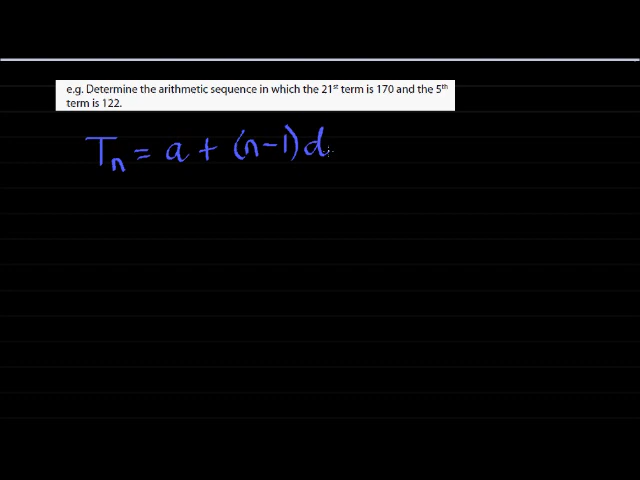 e.g. Determine the arithmetic sequence in which the 21st term is 170 and the 5th
term is 122.
Tn = a + (n-1)d